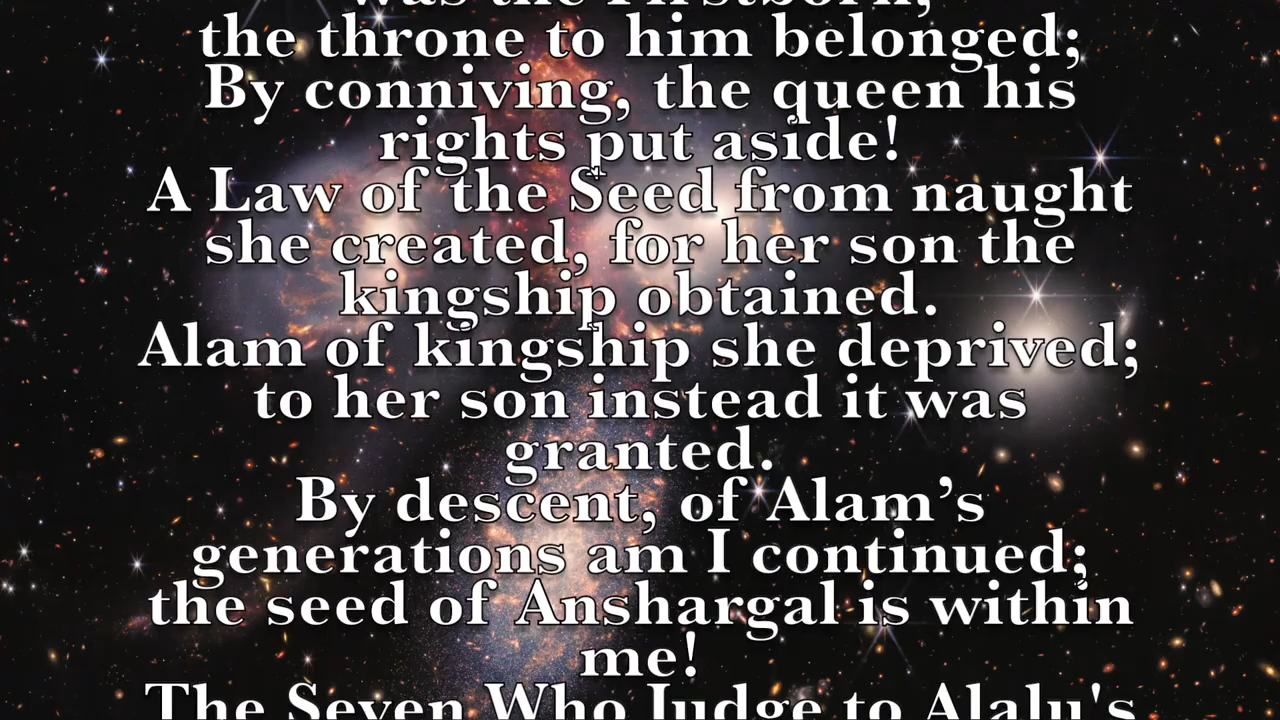 was the Firstborn,
the throne to him belonged;
By conniving, the queen his
rights put aside!
A Law of the Seed from naught
she created, for her son the
kingship obtained.
Alam of kingship she deprived;
to her son instead it was
granted.
By descent, of Alam’s
generations am I continued;
the seed of Anshargal is within
me!
The Seven Who Judge to Alalu's